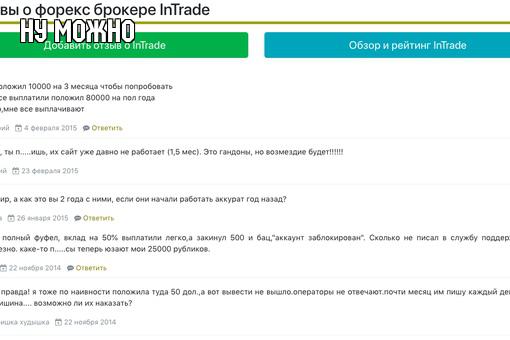 вы о форекс брокере InTrade
НУ МОЖНО
Добавить отзыв о InTrade
Обзор и рейтинг InTrade
оложил 10000 на 3 месяца чтобы попробовать
се выплатили положил 80000 на пол года
о,мне все выплачивают
рий 4 февраля 2015 Ответить
, ты п.....ишь, их сайт уже давно не работает (1,5 мес). Это гандоны, но возмездие будет!!!!!!
ий 23 февраля 2015
ир, а как это вы 2 года с ними, если они начали работать аккурат год назад?
а 26 января 2015 Ответить
полный фуфел, вклад на 50% выплатили легко,а закинул 500 и бац,"аккаунт заблокирован". Сколько не писал в службу поддер
езно. каке-то п.....сы теперь юзают мои 25000 рубликов.
22 ноября 2014 Ответить
правда! я тоже по наивности положила туда 50 дол.,а вот вывести не вышло.операторы не отвечают.почти месяц им пишу каждый де
ишина.... возможно ли их наказать?
ишка худышка 22 ноября 2014